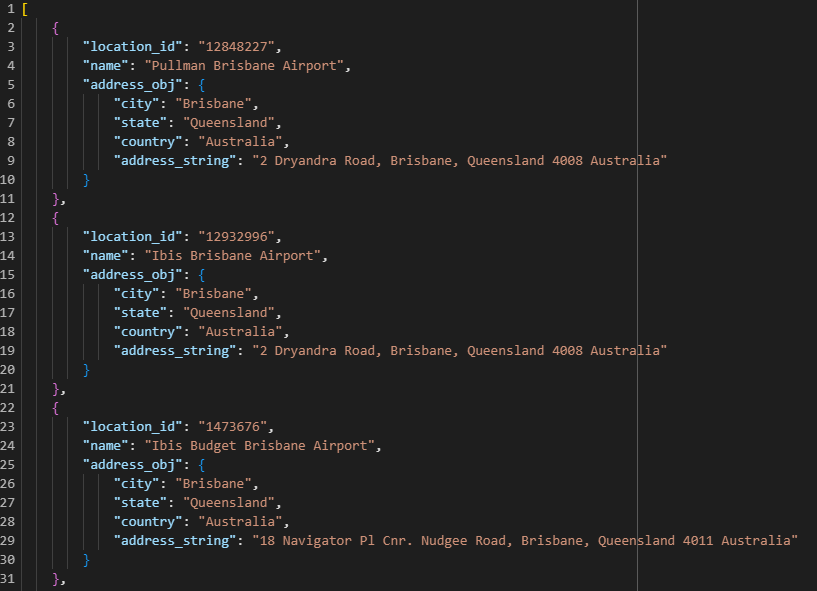 1 [
2     {
3         "location_id": "12848227",
4         "name": "Pullman Brisbane Airport",
5         "address_obj": {
6             "city": "Brisbane",
7             "state": "Queensland",
8             "country": "Australia",
9             "address_string": "2 Dryandra Road, Brisbane, Queensland 4008 Australia"
10         }
11     },
12     {
13         "location_id": "12932996",
14         "name": "Ibis Brisbane Airport",
15         "address_obj": {
16             "city": "Brisbane",
17             "state": "Queensland",
18             "country": "Australia",
19             "address_string": "2 Dryandra Road, Brisbane, Queensland 4008 Australia"
20         }
21     },
22     {
23         "location_id": "1473676",
24         "name": "Ibis Budget Brisbane Airport",
25         "address_obj": {
26             "city": "Brisbane",
27             "state": "Queensland",
28             "country": "Australia",
29             "address_string": "18 Navigator Pl Cnr. Nudgee Road, Brisbane, Queensland 4011 Australia"
30         }
31     },